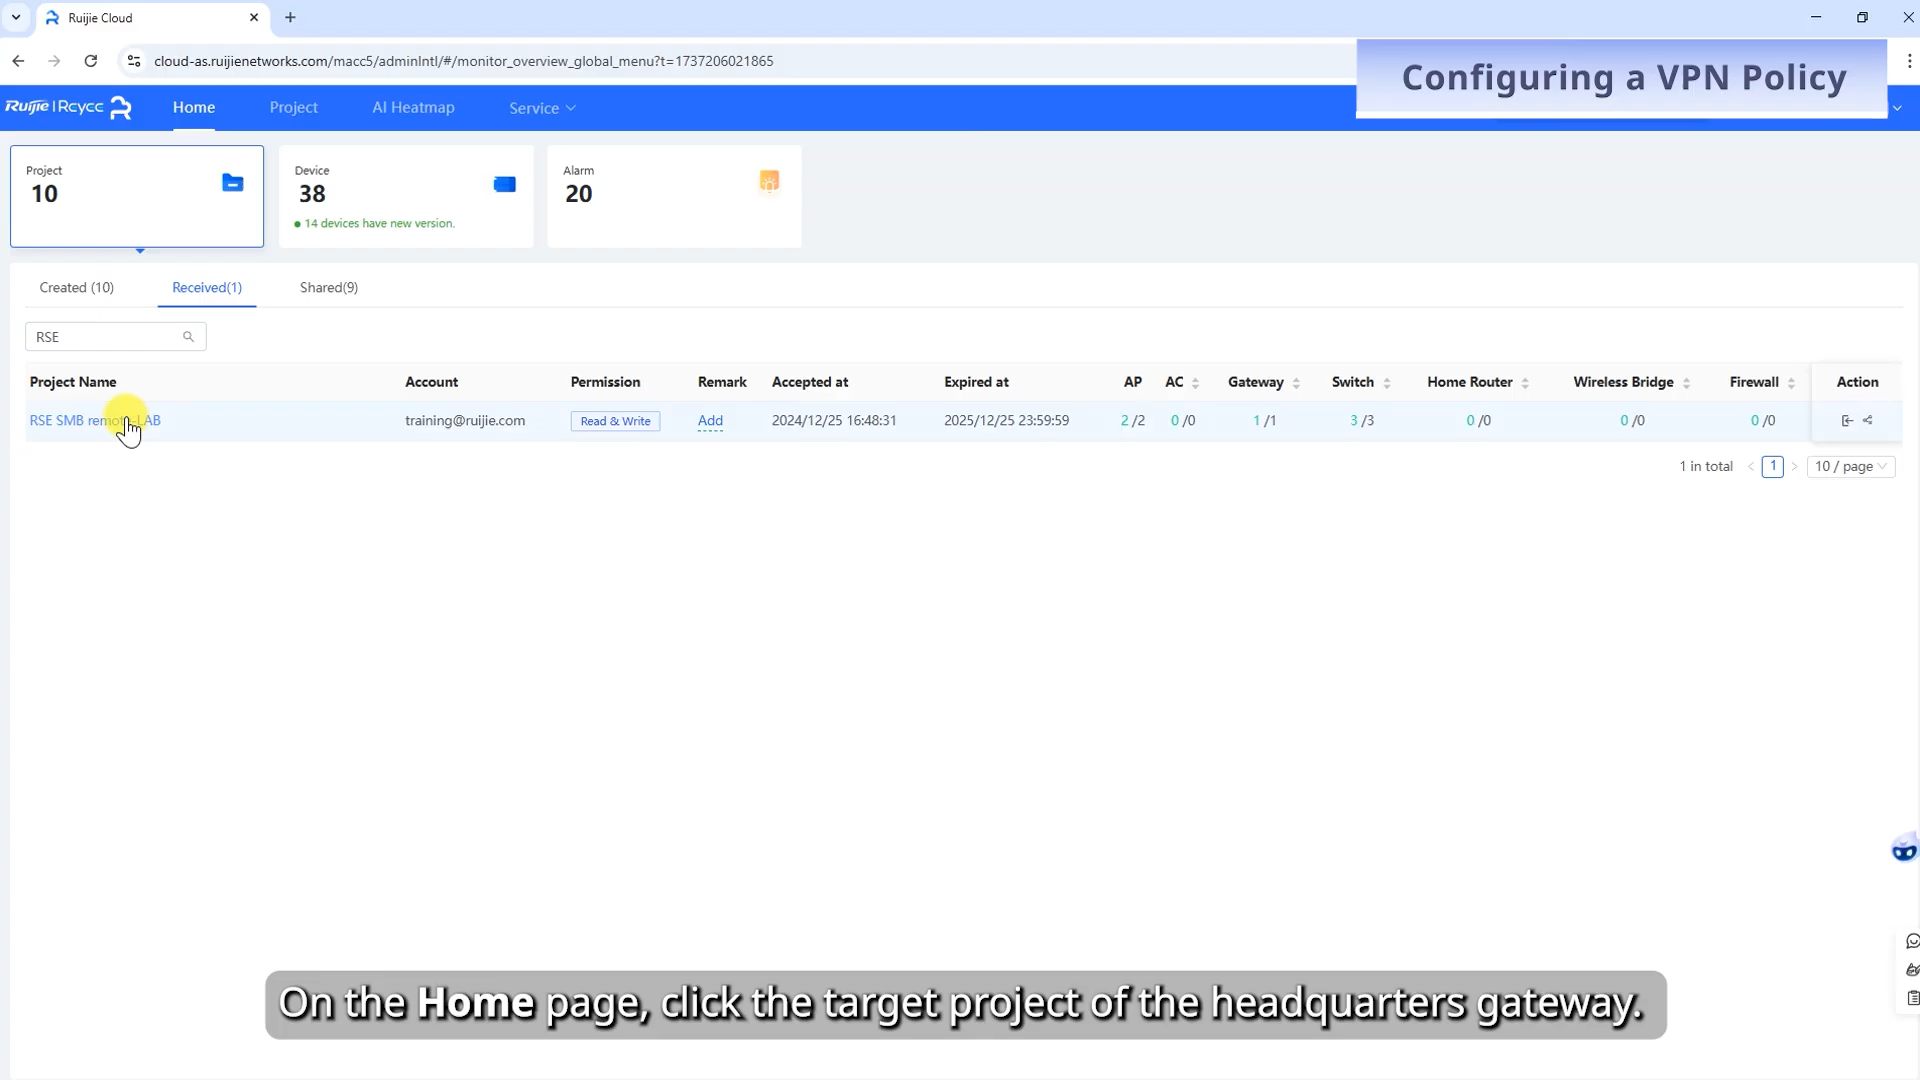 Ruijie Cloud
cloud-as.ruijienetworks.com/macc5/adminIntl/#/monitor_overview_global_menu?t=1737206021865
Configuring a VPN Policy
Ruijie | Rcycc
Home
Project
AI Heatmap
Service
Project
10
Device
38
14 devices have new version.
Alarm
20
Created (10)
Received(1)
Shared(9)
RSE
Project Name
Account
Permission
Remark
Accepted at
Expired at
AP
AC
Gateway
Switch
Home Router
Wireless Bridge
Firewall
Action
RSE SMB remote LAB
training@ruijie.com
Read & Write
Add
2024/12/25 16:48:31
2025/12/25 23:59:59
2 /2
0 /0
1 /1
3 /3
0 /0
0 /0
0 /0
1 in total
1
10 / page
On the Home page, click the target project of the headquarters gateway.